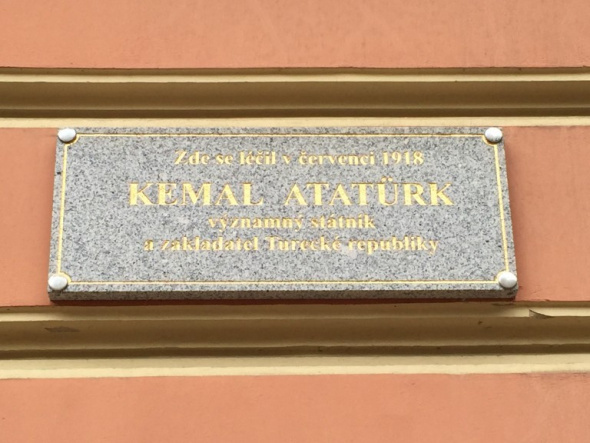 Zde se léčil v červenci 1918
KEMAL ATATÜRK
významný státník
a zakladatel Turecké republiky